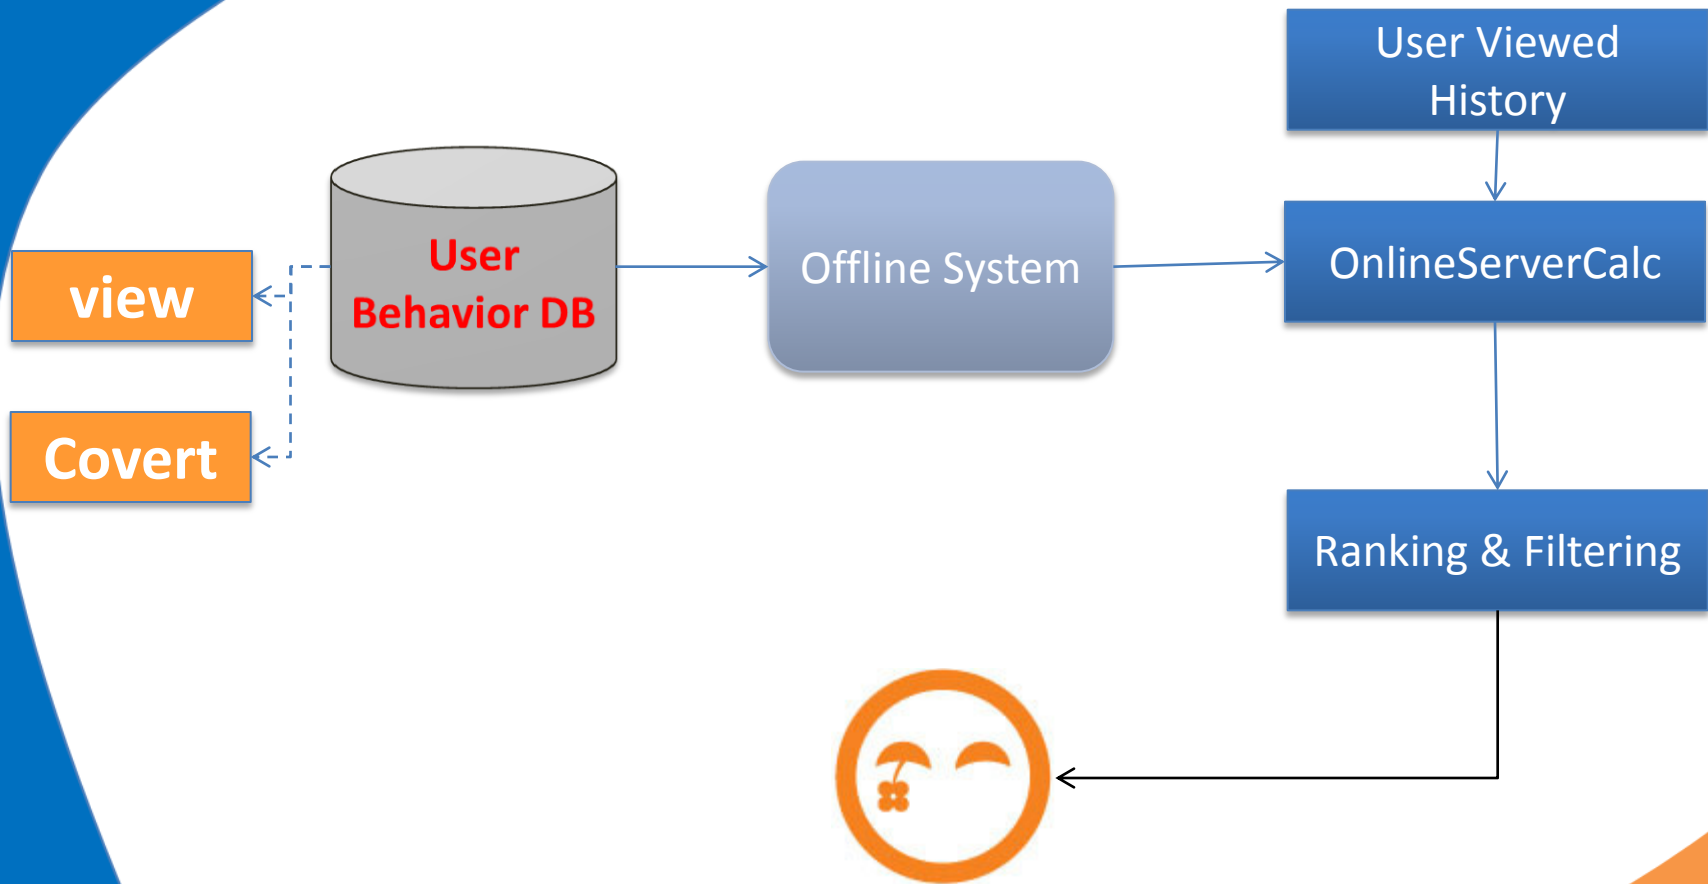 User Viewed
History
User
Behavior DB
Offline System
OnlineServerCalc
view
Covert
Ranking & Filtering